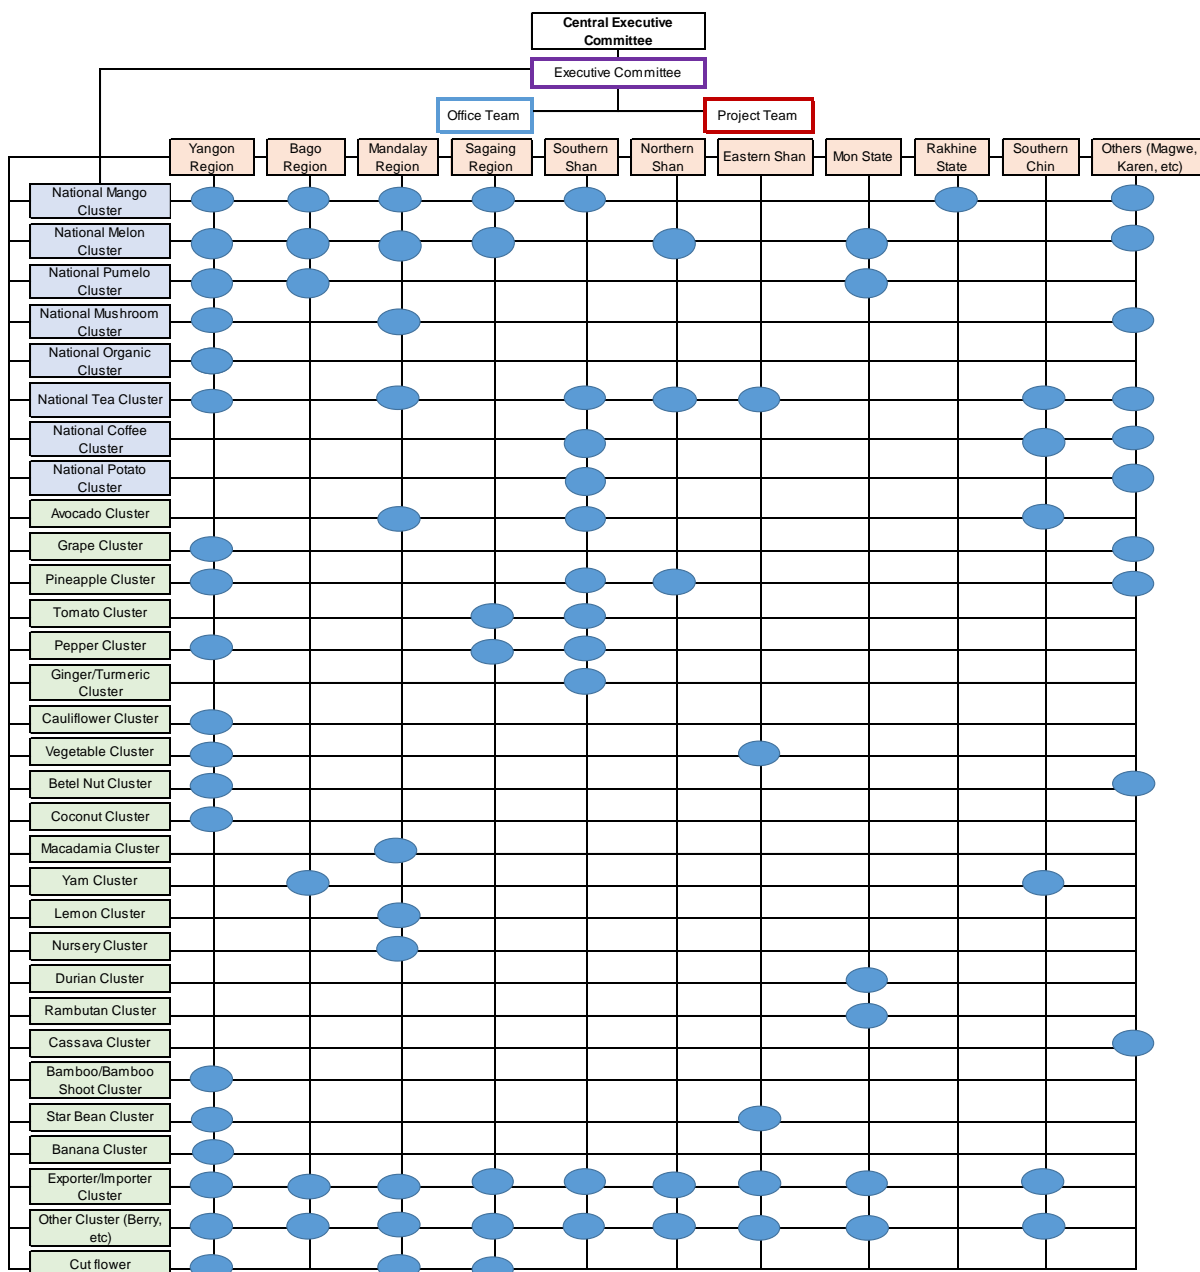 Central Executive
Committee
Executive Committee
Office Team
Project Team
Yangon
Region
Bago
Region
Mandalay
Region
Sagaing
Region
Southern
Shan
Northern
Shan
Eastern Shan
Mon State
Rakhine
State
Southern
Chin
Others (Magwe,
Karen, etc)
National Mango
Cluster
National Melon
Cluster
National Pumelo
Cluster
National Mushroom
Cluster
National Organic
Cluster
National Tea Cluster
National Coffee
Cluster
National Potato
Cluster
Avocado Cluster
Grape Cluster
Pineapple Cluster
Tomato Cluster
Pepper Cluster
Ginger/Turmeric
Cluster
Cauliflower Cluster
Vegetable Cluster
Betel Nut Cluster
Coconut Cluster
Macadamia Cluster
Yam Cluster
Lemon Cluster
Nursery Cluster
Durian Cluster
Rambutan Cluster
Cassava Cluster
Bamboo/Bamboo
Shoot Cluster
Star Bean Cluster
Banana Cluster
Exporter/Importer
Cluster
Other Cluster (Berry,
etc)
Cut flower